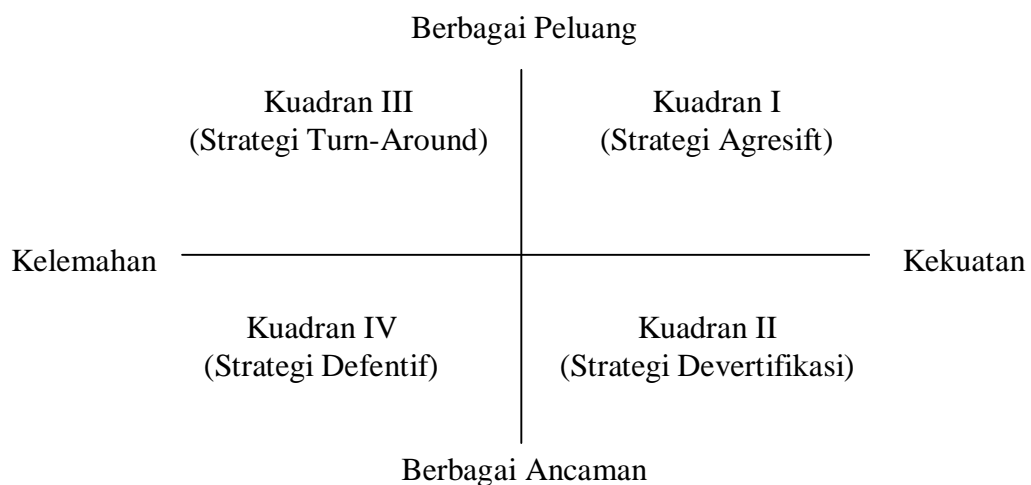 Berbagai Peluang
Kuadran III
(Strategi Turn-Around)
Kuadran I
(Strategi Agresift)
Kelemahan
Kekuatan
Kuadran IV
(Strategi Defentif)
Kuadran II
(Strategi Devertifikasi)
Berbagai Ancaman